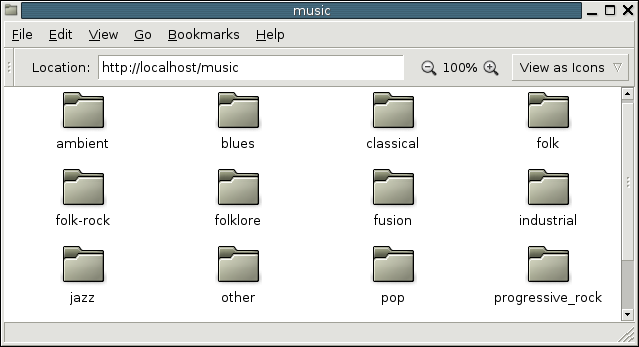 music
File Edit View Go Bookmarks Help
Location: http://localhost/music 100% View as Icons
ambient blues classical folk
folk-rock folklore fusion industrial
jazz other pop progressive_rock